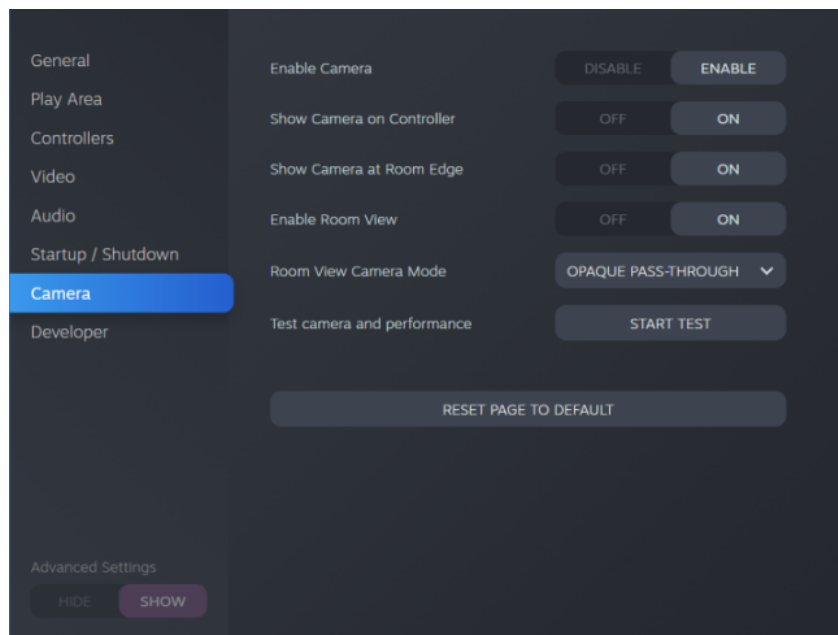 General
Play Area
Controllers
Video
Audio
Startup / Shutdown
Camera
Developer
Advanced Settings
HIDE SHOW
Enable Camera DISABLE ENABLE
Show Camera on Controller OFF ON
Show Camera at Room Edge OFF ON
Enable Room View OFF ON
Room View Camera Mode OPAQUE PASS-THROUGH
Test camera and performance START TEST
RESET PAGE TO DEFAULT